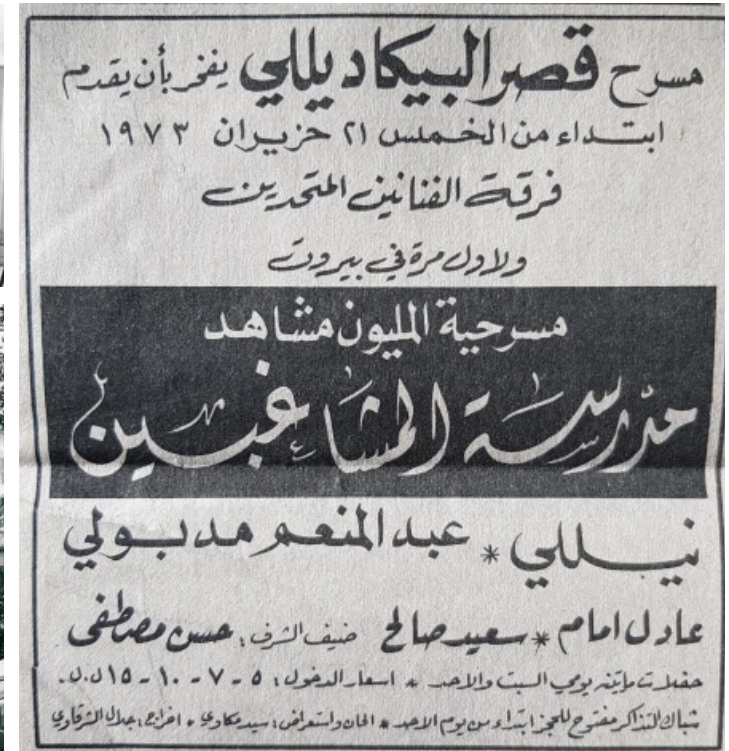 مسرح قصر البيكاديللي يفخر بأن يقدم
ابتداء من الخميس ٢١ حزيران ١٩٧٣
فرقة الفنانين المتحدين
ولاول مرة في بيروت
مسرحية المليون مشاهد
مدرسة المشاغبين
نيللي * عبد المنعم مدبولي
عادل امام * سعيد صالح ضيف الشرف: حسن مصطفى
حفلات ماتنه يومي السبت والاحد * اسعار الدخول: ٥ - ٧ - ١٠ - ١٥ ل.ل.
شباك التذاكر مفتوح للحجز ابتداء من يوم الاحد * الحان واستعراض: سيد مكاوي * اخراج: جلال الشرقاوي